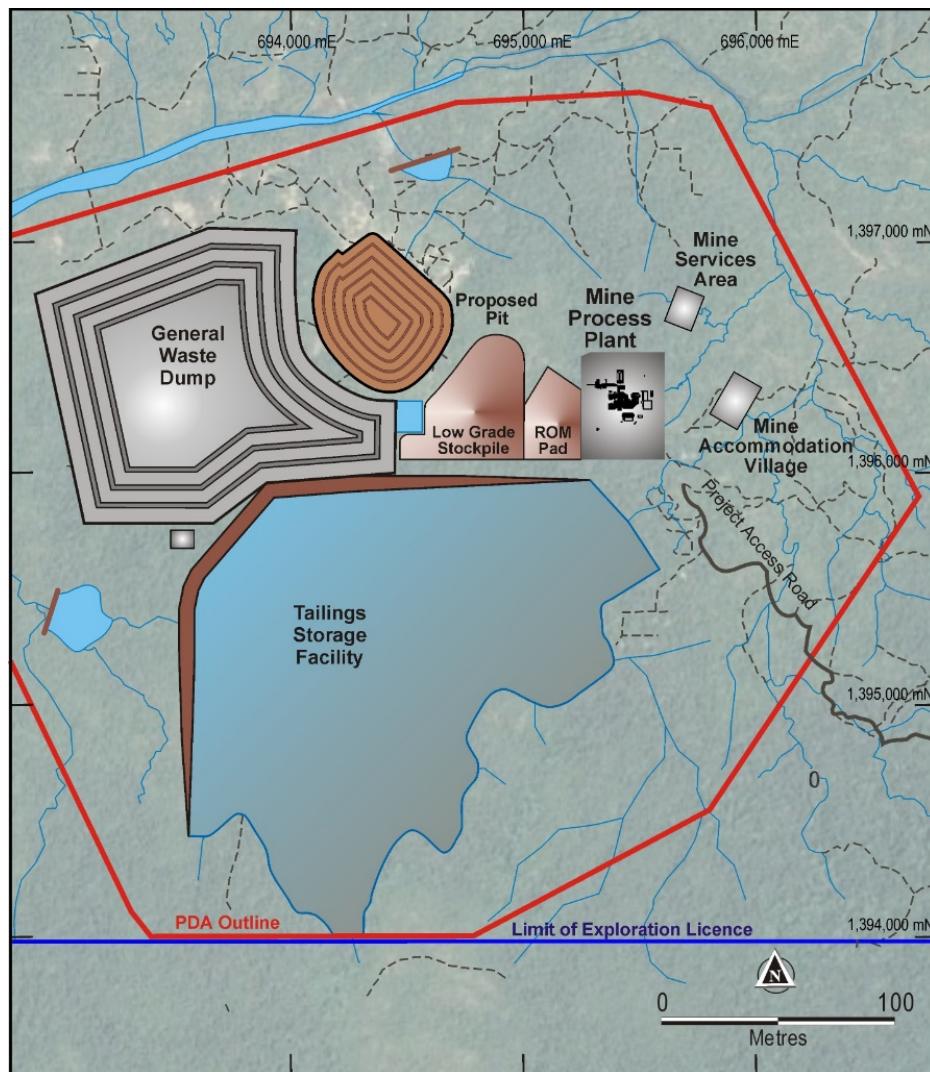 694,000 mE
695,000 mE
696,000 mE
1,397,000 mN
Mine
Services
Area
Proposed
Pit
Mine
Process
Plant
General
Waste
Dump
Low Grade
Stockpile
ROM
Pad
Mine
Accommodation
Village
1,396,000 mN
Project Access Road
Tailings
Storage
Facility
1,395,000 mN
0
PDA Outline
Limit of Exploration Licence
1,394,000 mN
N
0
100
Metres